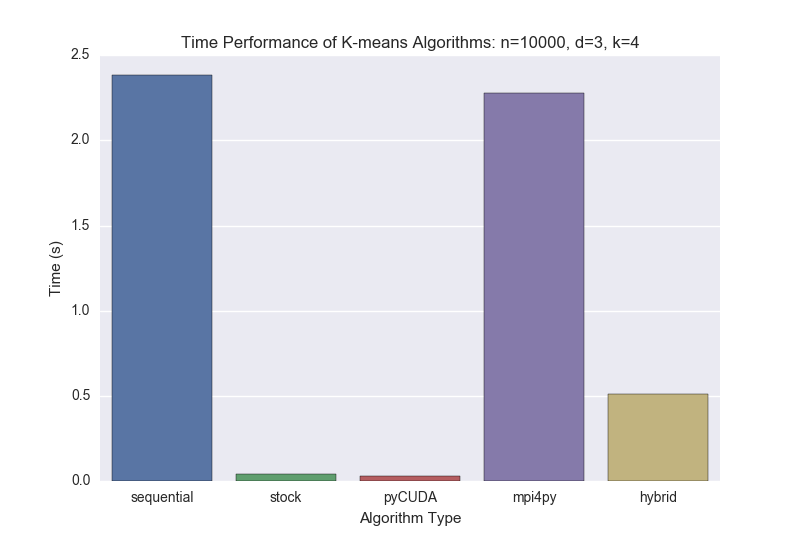 Time Performance of K-means Algorithms: n=10000, d=3, k=4
2.5
2.0
1.5
1.0
0.5
0.0
Time (s)
sequential stock pyCUDA mpi4py hybrid
Algorithm Type